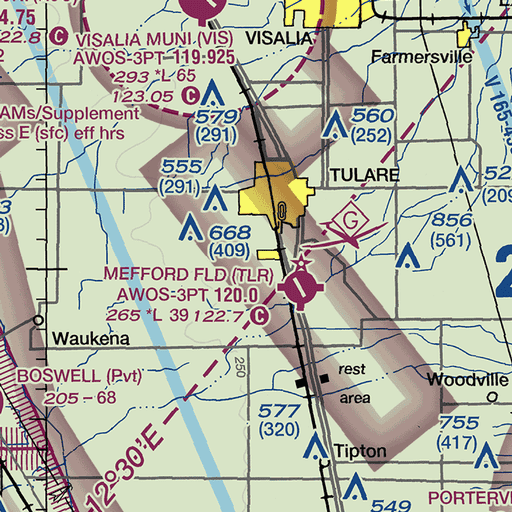 4.75
22.8 C
VISALIA MUNI (VIS)
AWOS-3PT 119.925
293 *L 65
123.05 C
VISALIA
Farmersville
V 165
AMs/Supplement
ss E (sfc) eff hrs
579
(291)
560
(252)
555
(291)
TULARE
52
(209
668
(409)
G
856
(561)
2
MEFFORD FLD (TLR)
AWOS-3PT 120.0
265 *L 39 122.7 C
Waukena
250
BOSWELL (Pvt)
205 - 68
rest
area
Woodville
12°30'E
577
(320)
755
(417)
Tipton
549
PORTERV